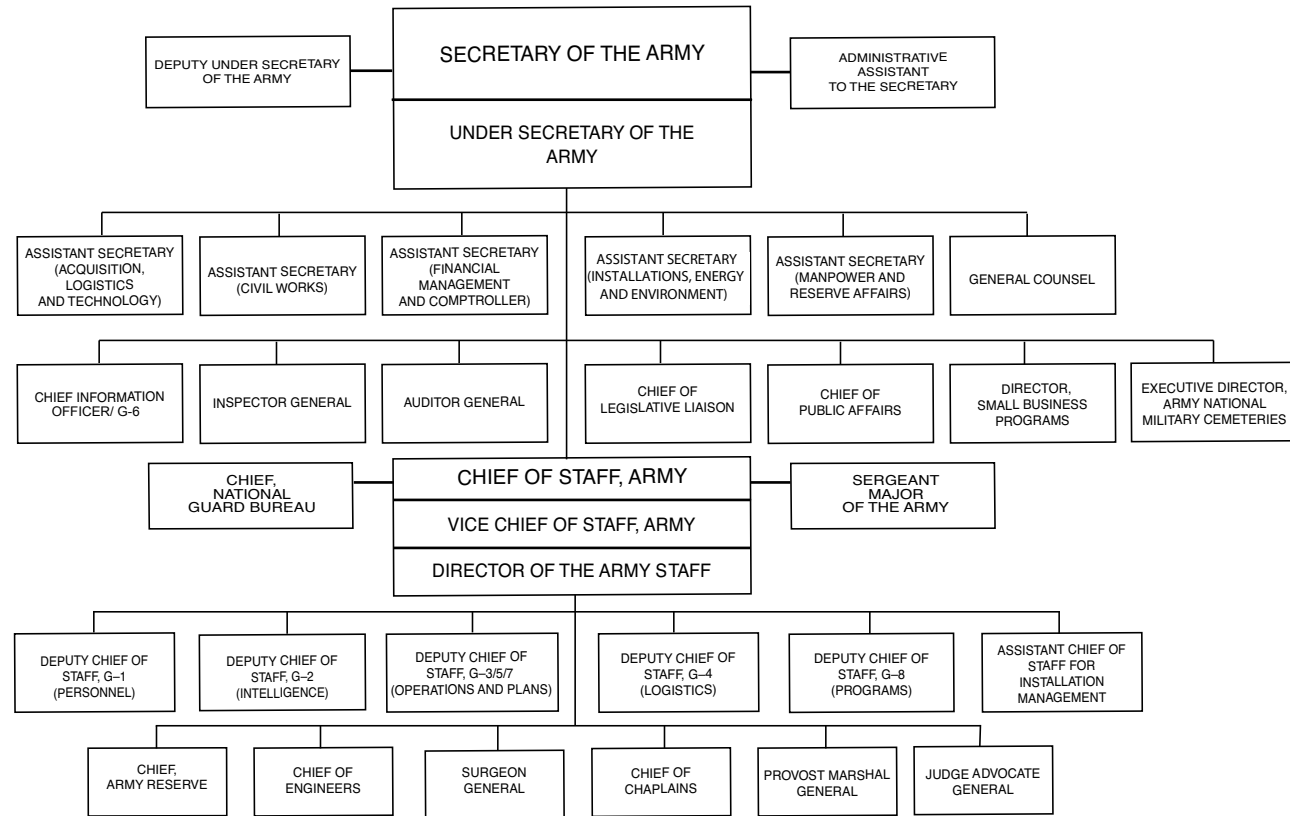 SECRETARY OF THE ARMY
DEPUTY UNDER SECRETARY
OF THE ARMY
ADMINISTRATIVE
ASSISTANT
TO THE SECRETARY
UNDER SECRETARY OF THE
ARMY
ASSISTANT SECRETARY
(ACQUISITION,
LOGISTICS
AND TECHNOLOGY)
ASSISTANT SECRETARY
(CIVIL WORKS)
ASSISTANT SECRETARY
(FINANCIAL
MANAGEMENT
AND COMPTROLLER)
ASSISTANT SECRETARY
(INSTALLATIONS, ENERGY
AND ENVIRONMENT)
ASSISTANT SECRETARY
(MANPOWER AND
RESERVE AFFAIRS)
GENERAL COUNSEL
CHIEF INFORMATION
OFFICER/ G-6
INSPECTOR GENERAL
AUDITOR GENERAL
CHIEF OF
LEGISLATIVE LIAISON
CHIEF OF
PUBLIC AFFAIRS
DIRECTOR,
SMALL BUSINESS
PROGRAMS
EXECUTIVE DIRECTOR,
ARMY NATIONAL
MILITARY CEMETERIES
CHIEF,
NATIONAL
GUARD BUREAU
CHIEF OF STAFF, ARMY
SERGEANT
MAJOR
OF THE ARMY
VICE CHIEF OF STAFF, ARMY
DIRECTOR OF THE ARMY STAFF
DEPUTY CHIEF OF
STAFF, G–1
(PERSONNEL)
DEPUTY CHIEF OF
STAFF, G–2
(INTELLIGENCE)
DEPUTY CHIEF OF
STAFF, G–3/5/7
(OPERATIONS AND PLANS)
DEPUTY CHIEF OF
STAFF, G–4
(LOGISTICS)
DEPUTY CHIEF OF
STAFF, G–8
(PROGRAMS)
ASSISTANT CHIEF OF
STAFF FOR
INSTALLATION
MANAGEMENT
CHIEF,
ARMY RESERVE
CHIEF OF
ENGINEERS
SURGEON
GENERAL
CHIEF OF
CHAPLAINS
PROVOST MARSHAL
GENERAL
JUDGE ADVOCATE
GENERAL